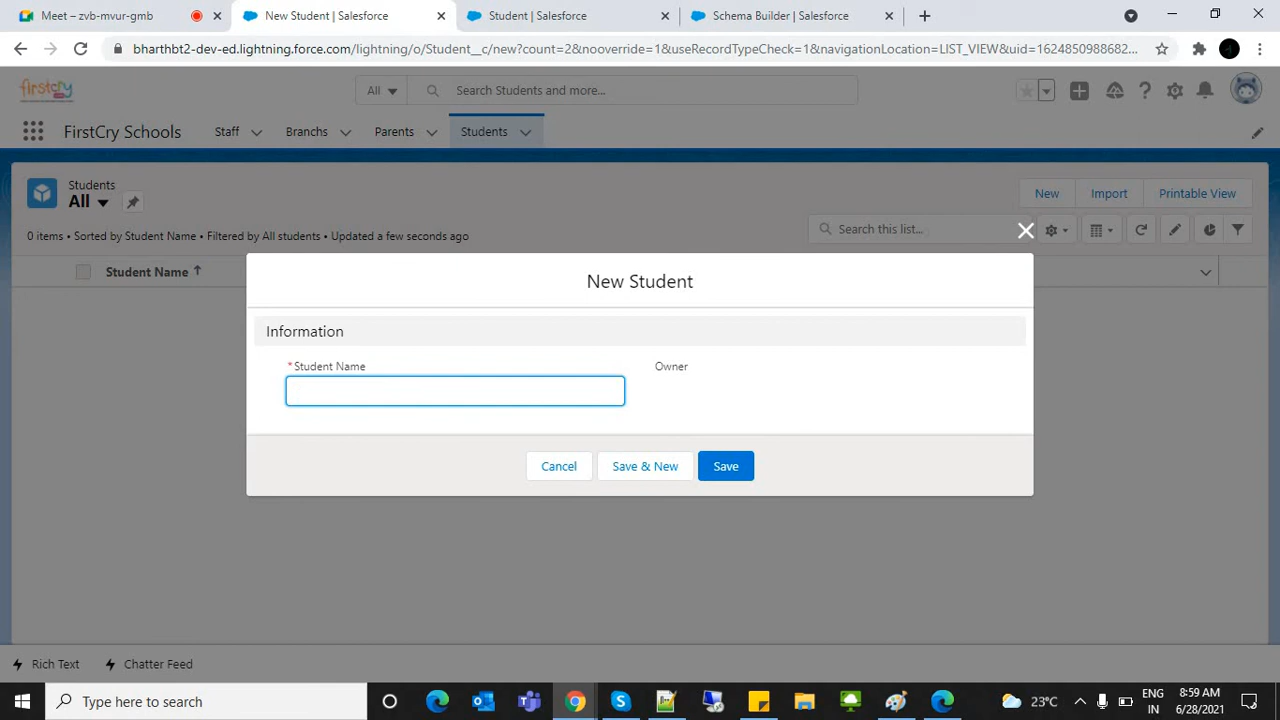 Meet – zvb-mvur-gmb
New Student | Salesforce
Student | Salesforce
Schema Builder | Salesforce
bharthbt2-dev-ed.lightning.force.com/lightning/o/Student__c/new?count=2&nooverride=1&useRecordTypeCheck=1&navigationLocation=LIST_VIEW&uid=1624850988682...
firstcry
All
Search Students and more...
FirstCry Schools
Staff
Branchs
Parents
Students
Students
All
New
Import
Printable View
0 items • Sorted by Student Name • Filtered by All students • Updated a few seconds ago
Search this list...
Student Name
New Student
Information
*Student Name
Owner
Cancel
Save & New
Save
Rich Text
Chatter Feed
Type here to search
23°C
ENG
IN
8:59 AM
6/28/2021